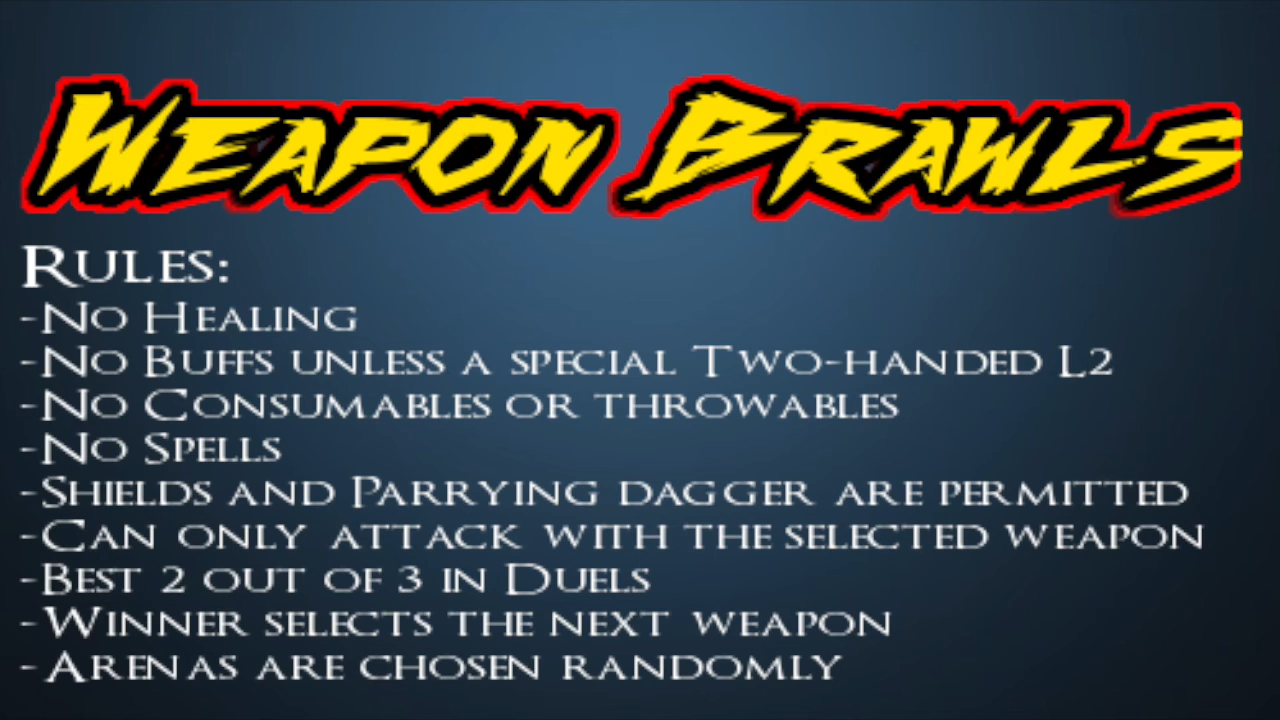 Weapon Brawls
Rules:
-No Healing
-No Buffs unless a special Two-handed L2
-No Consumables or throwables
-No Spells
-Shields and Parrying dagger are permitted
-Can only attack with the selected weapon
-Best 2 out of 3 in Duels
-Winner selects the next weapon
- Arenas are chosen randomly